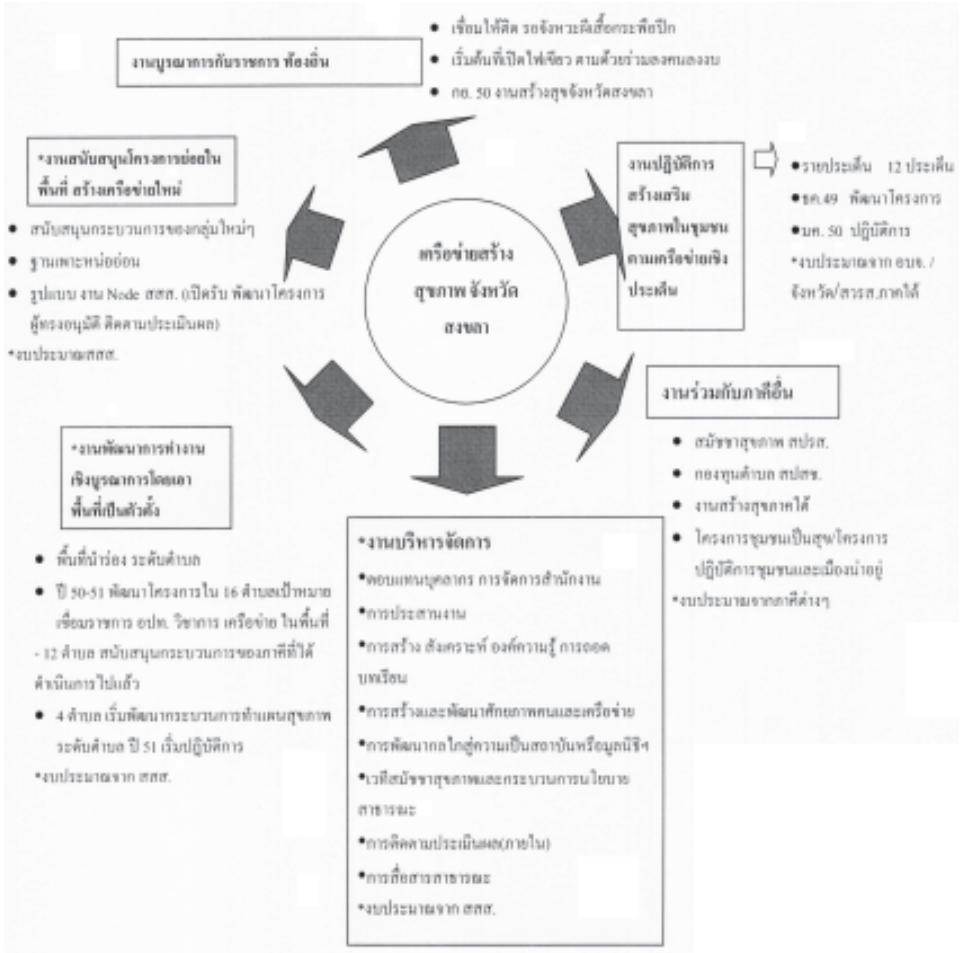 งานบูรณาการกับราชการ ท้องถิ่น
● เชื่อมให้ติด รอจังหวะผีเสื้อกระพือปีก
● เริ่มต้นที่เปิดไฟเขียว ตามด้วยร่วมลงคนลงงบ
● กย. 50 งานสร้างสุขจังหวัดสงขลา
*งานสนับสนุนโครงการย่อยใน
พื้นที่ สร้างเครือข่ายใหม่
● สนับสนุนกระบวนการของกลุ่มใหม่ๆ
● ฐานเพาะหน่ออ่อน
● รูปแบบ งาน Node สสส. (เปิดรับ พัฒนาโครงการ
ผู้ทรงอนุมัติ ติดตามประเมินผล)
*งบประมาณสสส.
เครือข่ายสร้าง
สุขภาพ จังหวัด
สงขลา
งานปฏิบัติการ
สร้างเสริม
สุขภาพในชุมชน
ตามเครือข่ายเชิง
ประเด็น
●รายประเด็น 12 ประเด็น
●ธค.49 พัฒนาโครงการ
●มค. 50 ปฏิบัติการ
*งบประมาณจาก อบจ. /
จังหวัด/สวรส.ภาคใต้
งานร่วมกับภาคีอื่น
● สมัชชาสุขภาพ สปรส.
● กองทุนตำบล สปสช.
● งานสร้างสุขภาคใต้
● โครงการชุมชนเป็นสุข/โครงการ
ปฏิบัติการชุมชนและเมืองน่าอยู่
*งบประมาณจากภาคีต่างๆ
*งานพัฒนาการทำงาน
เชิงบูรณาการโดยเอา
พื้นที่เป็นตัวตั้ง
● พื้นที่นำร่อง ระดับตำบล
● ปี 50-51 พัฒนาโครงการใน 16 ตำบลเป้าหมาย
เชื่อมราชการ อปท. วิชาการ เครือข่าย ในพื้นที่
- 12 ตำบล สนับสนุนกระบวนการของภาคีที่ได้
ดำเนินการไปแล้ว
● 4 ตำบล เริ่มพัฒนากระบวนการทำแผนสุขภาพ
ระดับตำบล ปี 51 เริ่มปฏิบัติการ
*งบประมาณจาก สสส.
*งานบริหารจัดการ
●ตอบแทนบุคลากร การจัดการสำนักงาน
●การประสานงาน
●การสร้าง สังเคราะห์ องค์ความรู้ การถอด
บทเรียน
●การสร้างและพัฒนาศักยภาพคนและเครือข่าย
●การพัฒนากลไกสู่ความเป็นสถาบันหรือมูลนิธิฯ
●เวทีสมัชชาสุขภาพและกระบวนการนโยบาย
สาธารณะ
●การติดตามประเมินผล(ภายใน)
●การสื่อสารสาธารณะ
*งบประมาณจาก สสส.